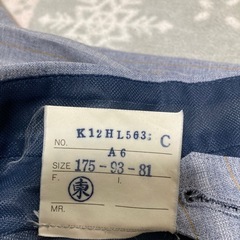 K12HL563: C
NO.
A6
SIZE 175-93-81
F. I.
東
MR.